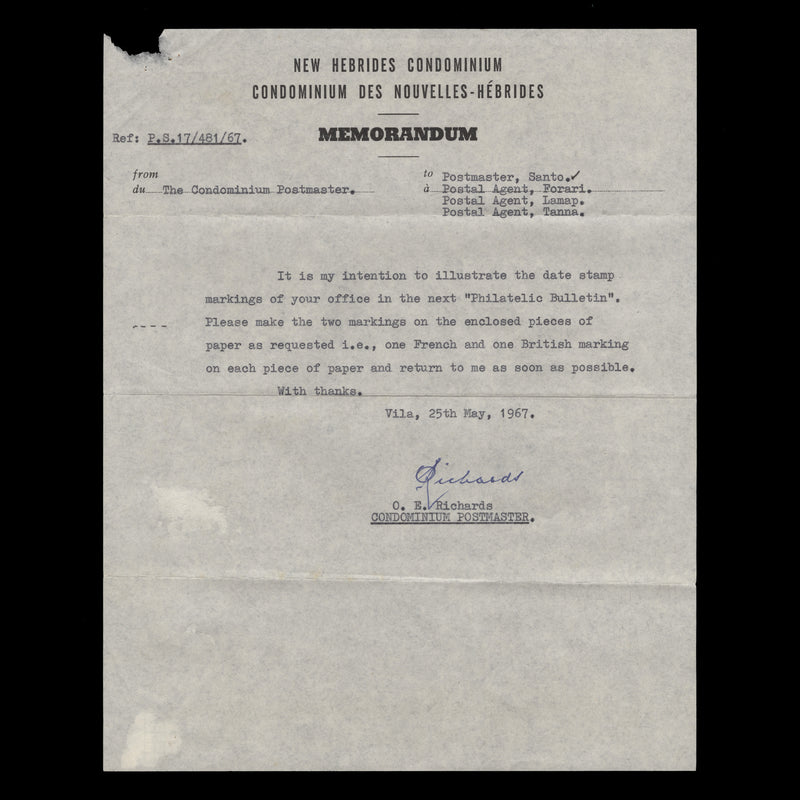 NEW HEBRIDES CONDOMINIUM
CONDOMINIUM DES NOUVELLES-HÉBRIDES
Ref: P.S.17/481/67.
MEMORANDUM
from
du The Condominium Postmaster.
to Postmaster, Santo.✓
à Postal Agent, Forari.
Postal Agent, Lamap.
Postal Agent, Tanna.
It is my intention to illustrate the date stamp
markings of your office in the next "Philatelic Bulletin".
Please make the two markings on the enclosed pieces of
paper as requested i.e., one French and one British marking
on each piece of paper and return to me as soon as possible.
With thanks.
Vila, 25th May, 1967.
Richards
O. E. Richards
CONDOMINIUM POSTMASTER.